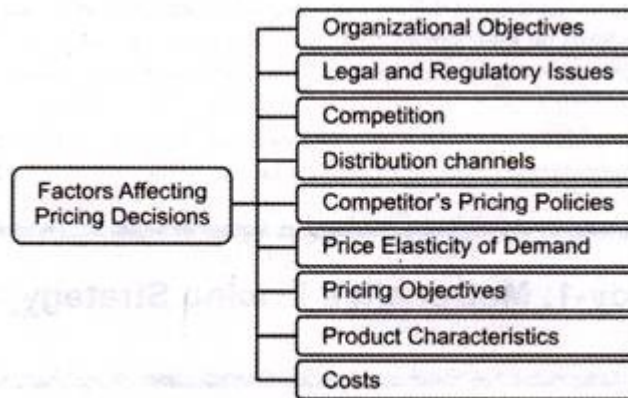 Factors Affecting
Pricing Decisions
Organizational Objectives
Legal and Regulatory Issues
Competition
Distribution channels
Competitor's Pricing Policies
Price Elasticity of Demand
Pricing Objectives
Product Characteristics
Costs